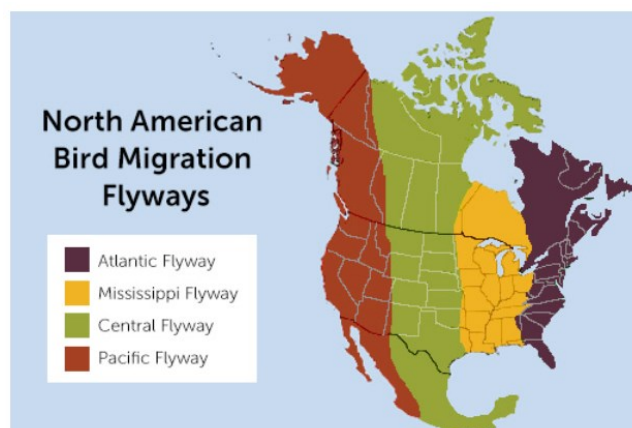 North American
Bird Migration
Flyways
Atlantic Flyway
Mississippi Flyway
Central Flyway
Pacific Flyway